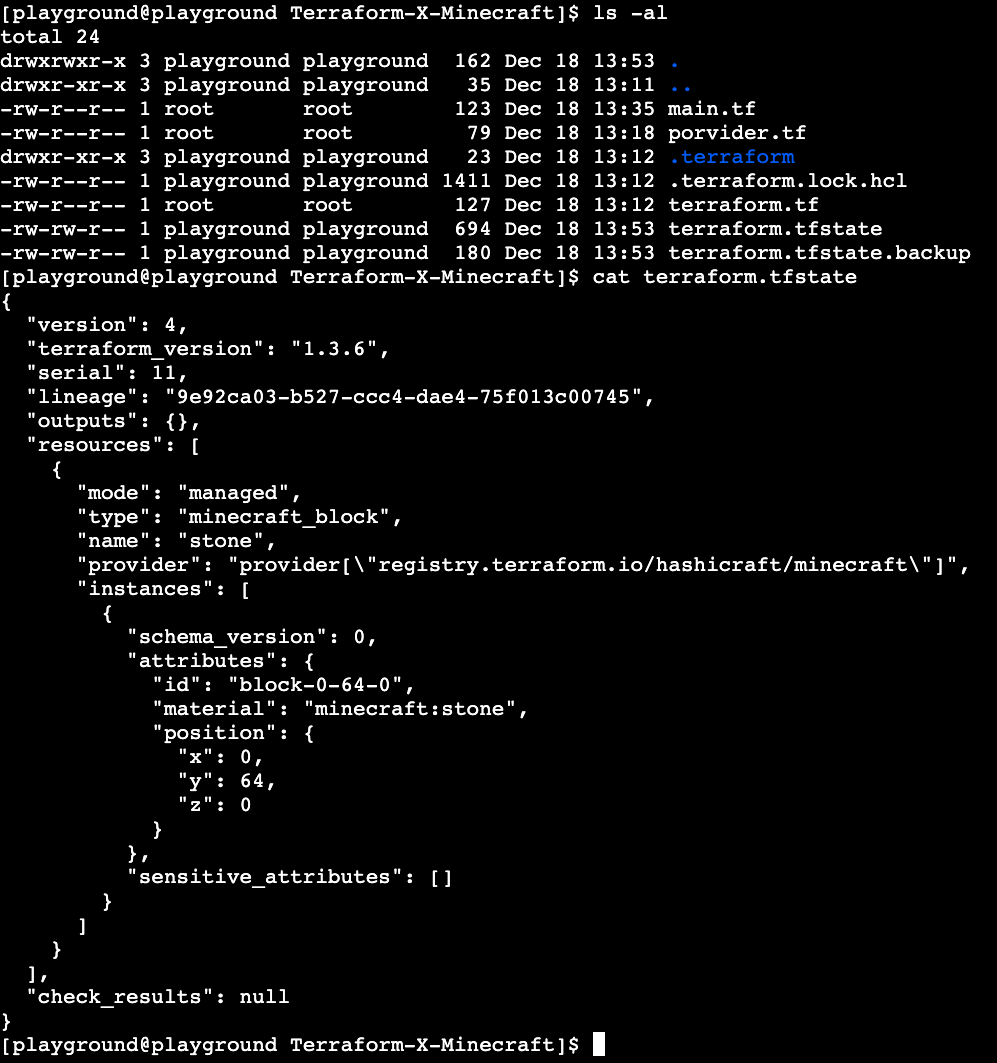 [playground@playground Terraform-X-Minecraft]$ ls -al
total 24
drwxrwxr-x 3 playground playground  162 Dec 18 13:53 .
drwxr-xr-x 3 playground playground   35 Dec 18 13:11 ..
-rw-r--r-- 1 root       root        123 Dec 18 13:35 main.tf
-rw-r--r-- 1 root       root         79 Dec 18 13:18 porvider.tf
drwxr-xr-x 3 playground playground   23 Dec 18 13:12 .terraform
-rw-r--r-- 1 playground playground 1411 Dec 18 13:12 .terraform.lock.hcl
-rw-r--r-- 1 root       root        127 Dec 18 13:12 terraform.tf
-rw-rw-r-- 1 playground playground  694 Dec 18 13:53 terraform.tfstate
-rw-rw-r-- 1 playground playground  180 Dec 18 13:53 terraform.tfstate.backup
[playground@playground Terraform-X-Minecraft]$ cat terraform.tfstate
{
  "version": 4,
  "terraform_version": "1.3.6",
  "serial": 11,
  "lineage": "9e92ca03-b527-ccc4-dae4-75f013c00745",
  "outputs": {},
  "resources": [
    {
      "mode": "managed",
      "type": "minecraft_block",
      "name": "stone",
      "provider": "provider[\"registry.terraform.io/hashicraft/minecraft\"]",
      "instances": [
        {
          "schema_version": 0,
          "attributes": {
            "id": "block-0-64-0",
            "material": "minecraft:stone",
            "position": {
              "x": 0,
              "y": 64,
              "z": 0
            }
          },
          "sensitive_attributes": []
        }
      ]
    }
  ],
  "check_results": null
}
[playground@playground Terraform-X-Minecraft]$